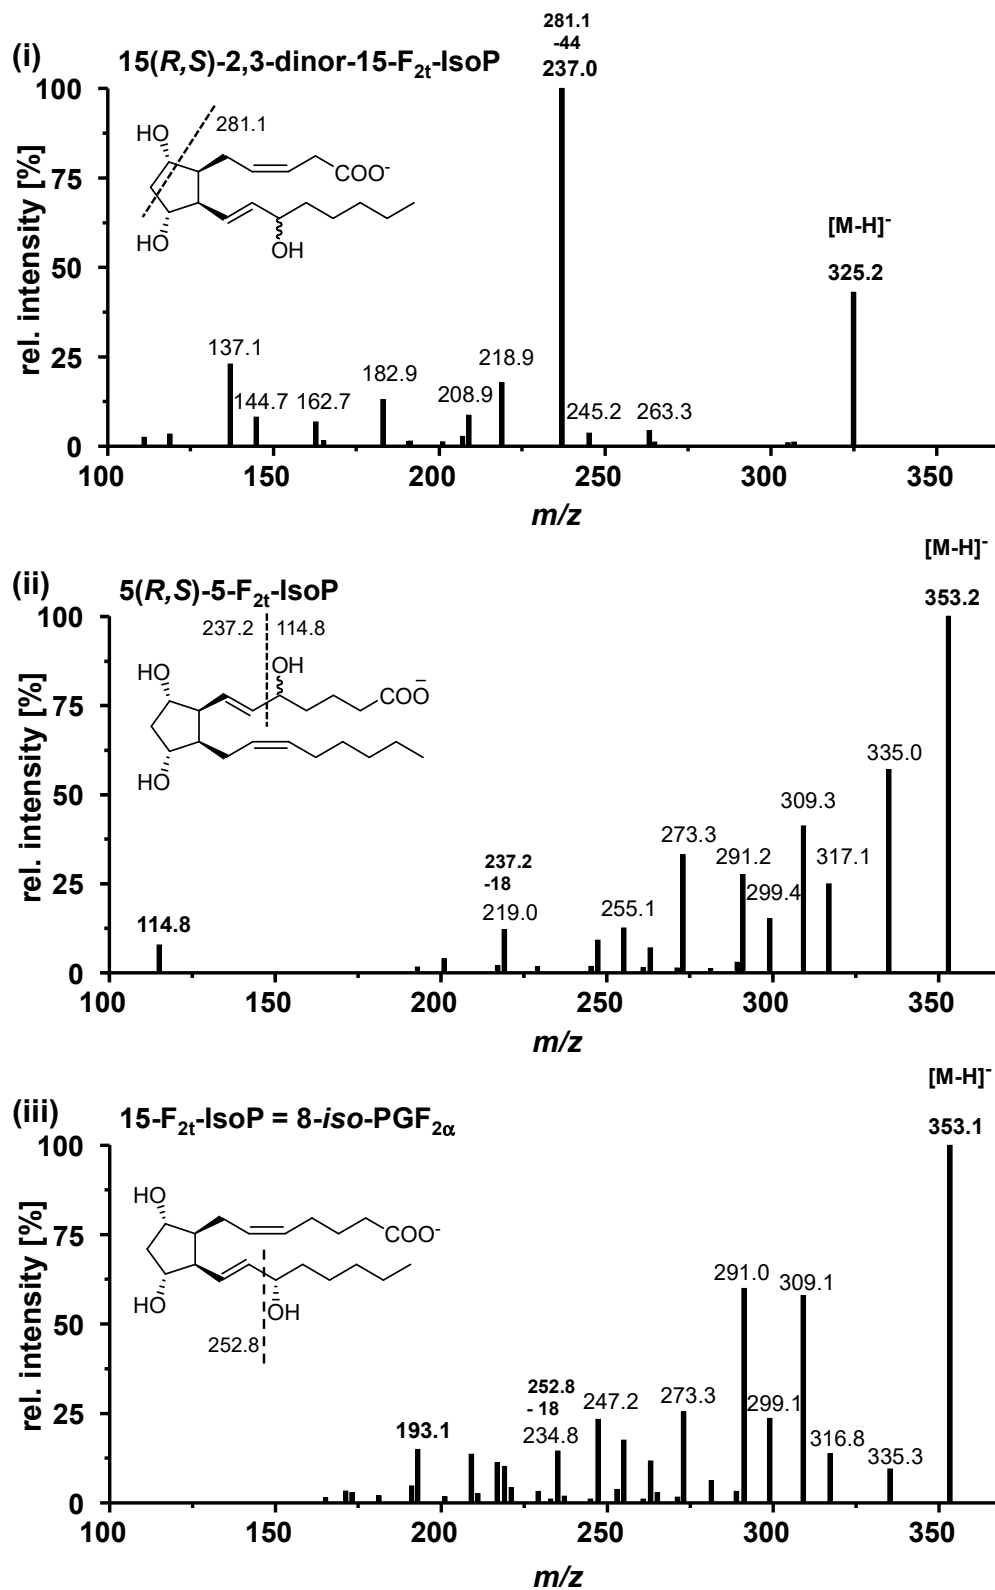 281.1
-44
(i) 15(R,S)-2,3-dinor-15-F2t-IsoP 237.0
100
HO 281.1
75 COO-
[M-H]-
HO OH
50 325.2
rel. intensity [%]
25 137.1 144.7 162.7 182.9 208.9 218.9 245.2 263.3
0
100 150 200 250 300 350
m/z
[M-H]-
(ii) 5(R,S)-5-F2t-IsoP 353.2
100
237.2 114.8
HO OH
75 COO-
HO 335.0
50 309.3
rel. intensity [%]
273.3 291.2 317.1
237.2
-18
25 114.8 219.0 255.1 299.4
0
100 150 200 250 300 350
m/z
[M-H]-
(iii) 15-F2t-IsoP = 8-iso-PGF2α 353.1
100
HO
75 COO-
291.0 309.1
HO OH
50 252.8
rel. intensity [%]
252.8
- 18
25 193.1 234.8 247.2 273.3 299.1 316.8 335.3
0
100 150 200 250 300 350
m/z